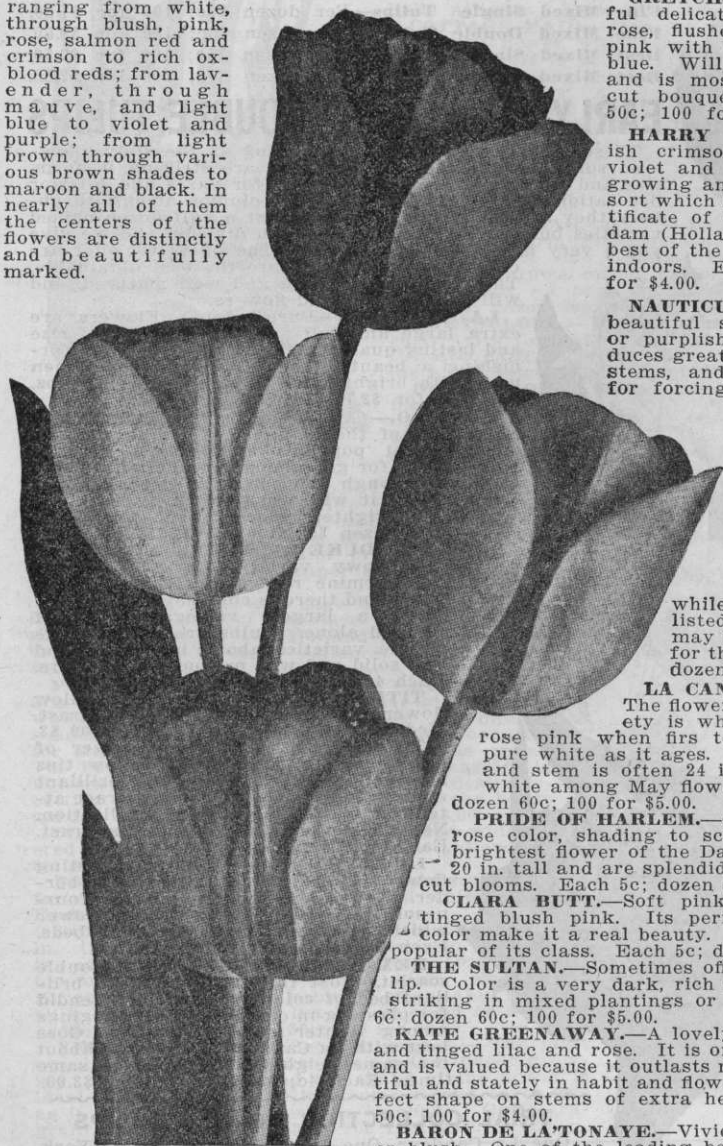 ranging from white,
through blush, pink,
rose, salmon red and
crimson to rich ox-
blood reds; from lav-
ender, through
mauve, and light
blue to violet and
purple; from light
brown through vari-
ous brown shades to
maroon and black. In
nearly all of them
the centers of the
flowers are distinctly
and beautifully
marked.
ful delicat
rose, flushe
pink with
blue. Will
and is mos
cut bouque
50c; 100 fo
HARRY
ish crimso
violet and
growing an
sort which
tificate of
dam (Holla
best of the
indoors. E
for $4.00.
NAUTICU
beautiful s
or purplish
duces great
stems, and
for forcing
while
listed
may
for th
dozen
LA CAN
The flower
ety is wh
rose pink when firs t
pure white as it ages.
and stem is often 24 i
white among May flow
dozen 60c; 100 for $5.00.
PRIDE OF HARLEM.—
rose color, shading to sc
brightest flower of the Da
20 in. tall and are splendid
cut blooms. Each 5c; dozen
CLARA BUTT.—Soft pink
tinged blush pink. Its per
color make it a real beauty.
popular of its class. Each 5c; d
THE SULTAN.—Sometimes of
lip. Color is a very dark, rich
striking in mixed plantings or
6c; dozen 60c; 100 for $5.00.
KATE GREENAWAY.—A lovel
and tinged lilac and rose. It is o
and is valued because it outlasts
tiful and stately in habit and flow
fect shape on stems of extra he
50c; 100 for $4.00.
BARON DE LA'TONAYE.—Vivi